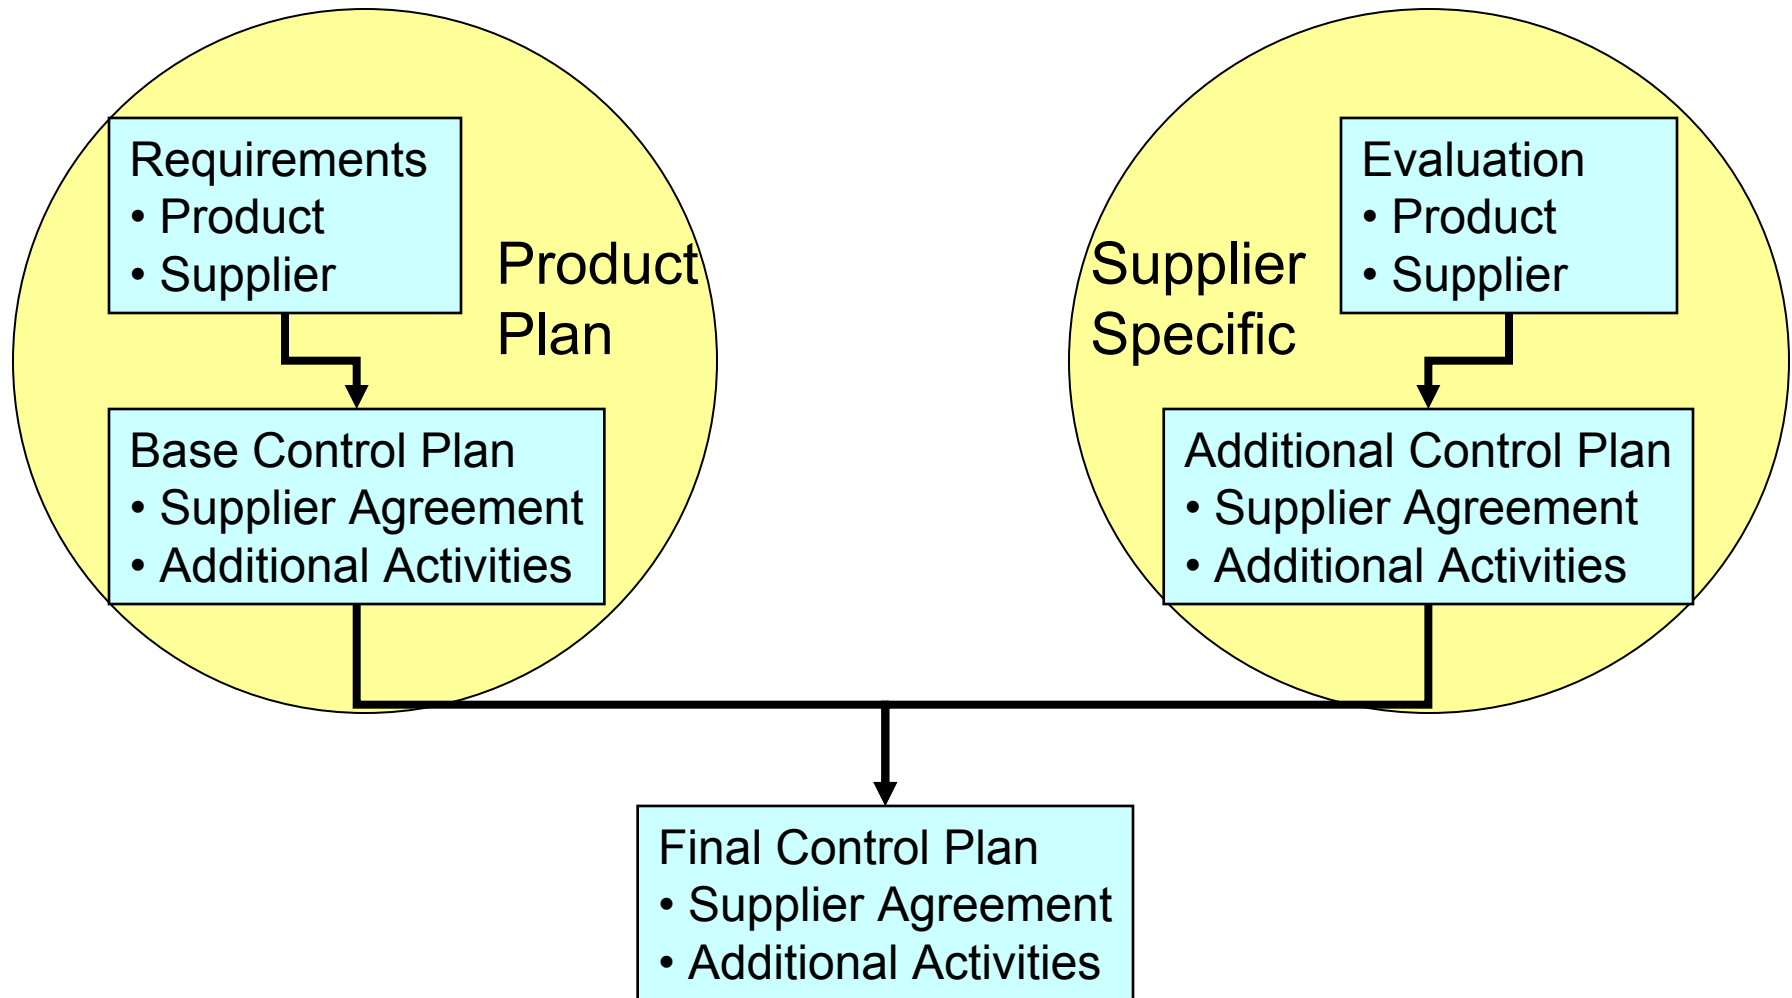 Requirements
• Product
• Supplier
Product
Plan
Base Control Plan
• Supplier Agreement
• Additional Activities
Supplier
Specific
Evaluation
• Product
• Supplier
Additional Control Plan
• Supplier Agreement
• Additional Activities
Final Control Plan
• Supplier Agreement
• Additional Activities